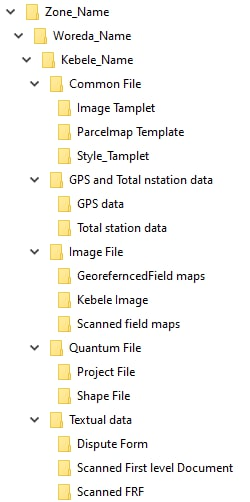 Zone_Name
Woreda_Name
Kebele_Name
Common File
Image Tamplet
Parcelmap Template
Style_Tamplet
GPS and Total nstation data
GPS data
Total station data
Image File
GeoreferncedField maps
Kebele Image
Scanned field maps
Quantum File
Project File
Shape File
Textual data
Dispute Form
Scanned First level Document
Scanned FRF